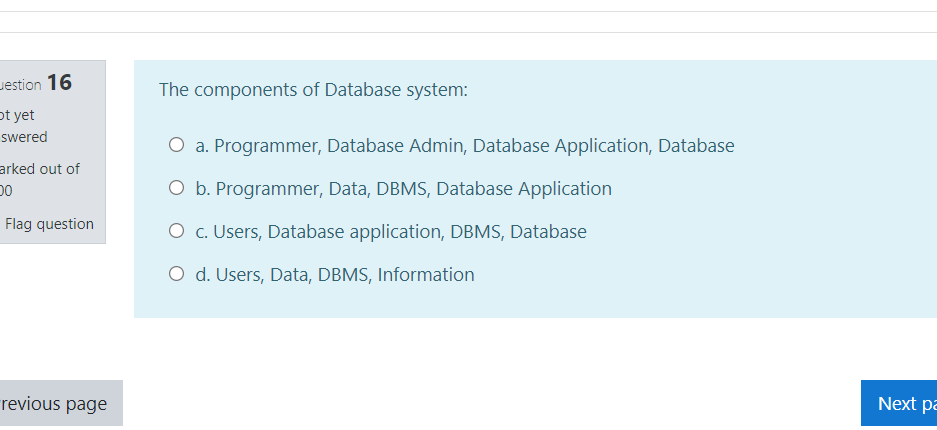 uestion 16
ot yet
swered
arked out of
00
Flag question
The components of Database system:
a. Programmer, Database Admin, Database Application, Database
b. Programmer, Data, DBMS, Database Application
c. Users, Database application, DBMS, Database
d. Users, Data, DBMS, Information
revious page
Next pa